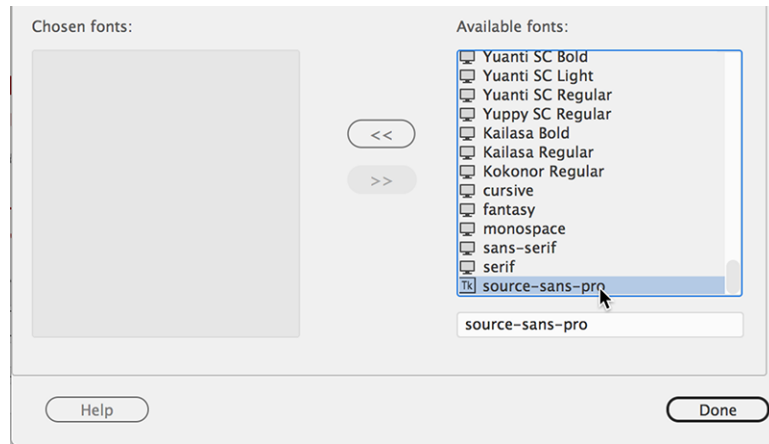 Chosen fonts:
Available fonts:
Yuanti SC Bold
Yuanti SC Light
Yuanti SC Regular
Yuppy SC Regular
Kailasa Bold
Kailasa Regular
Kokonor Regular
cursive
fantasy
monospace
sans-serif
serif
Tk source-sans-pro
<<
>>
source-sans-pro
Help
Done